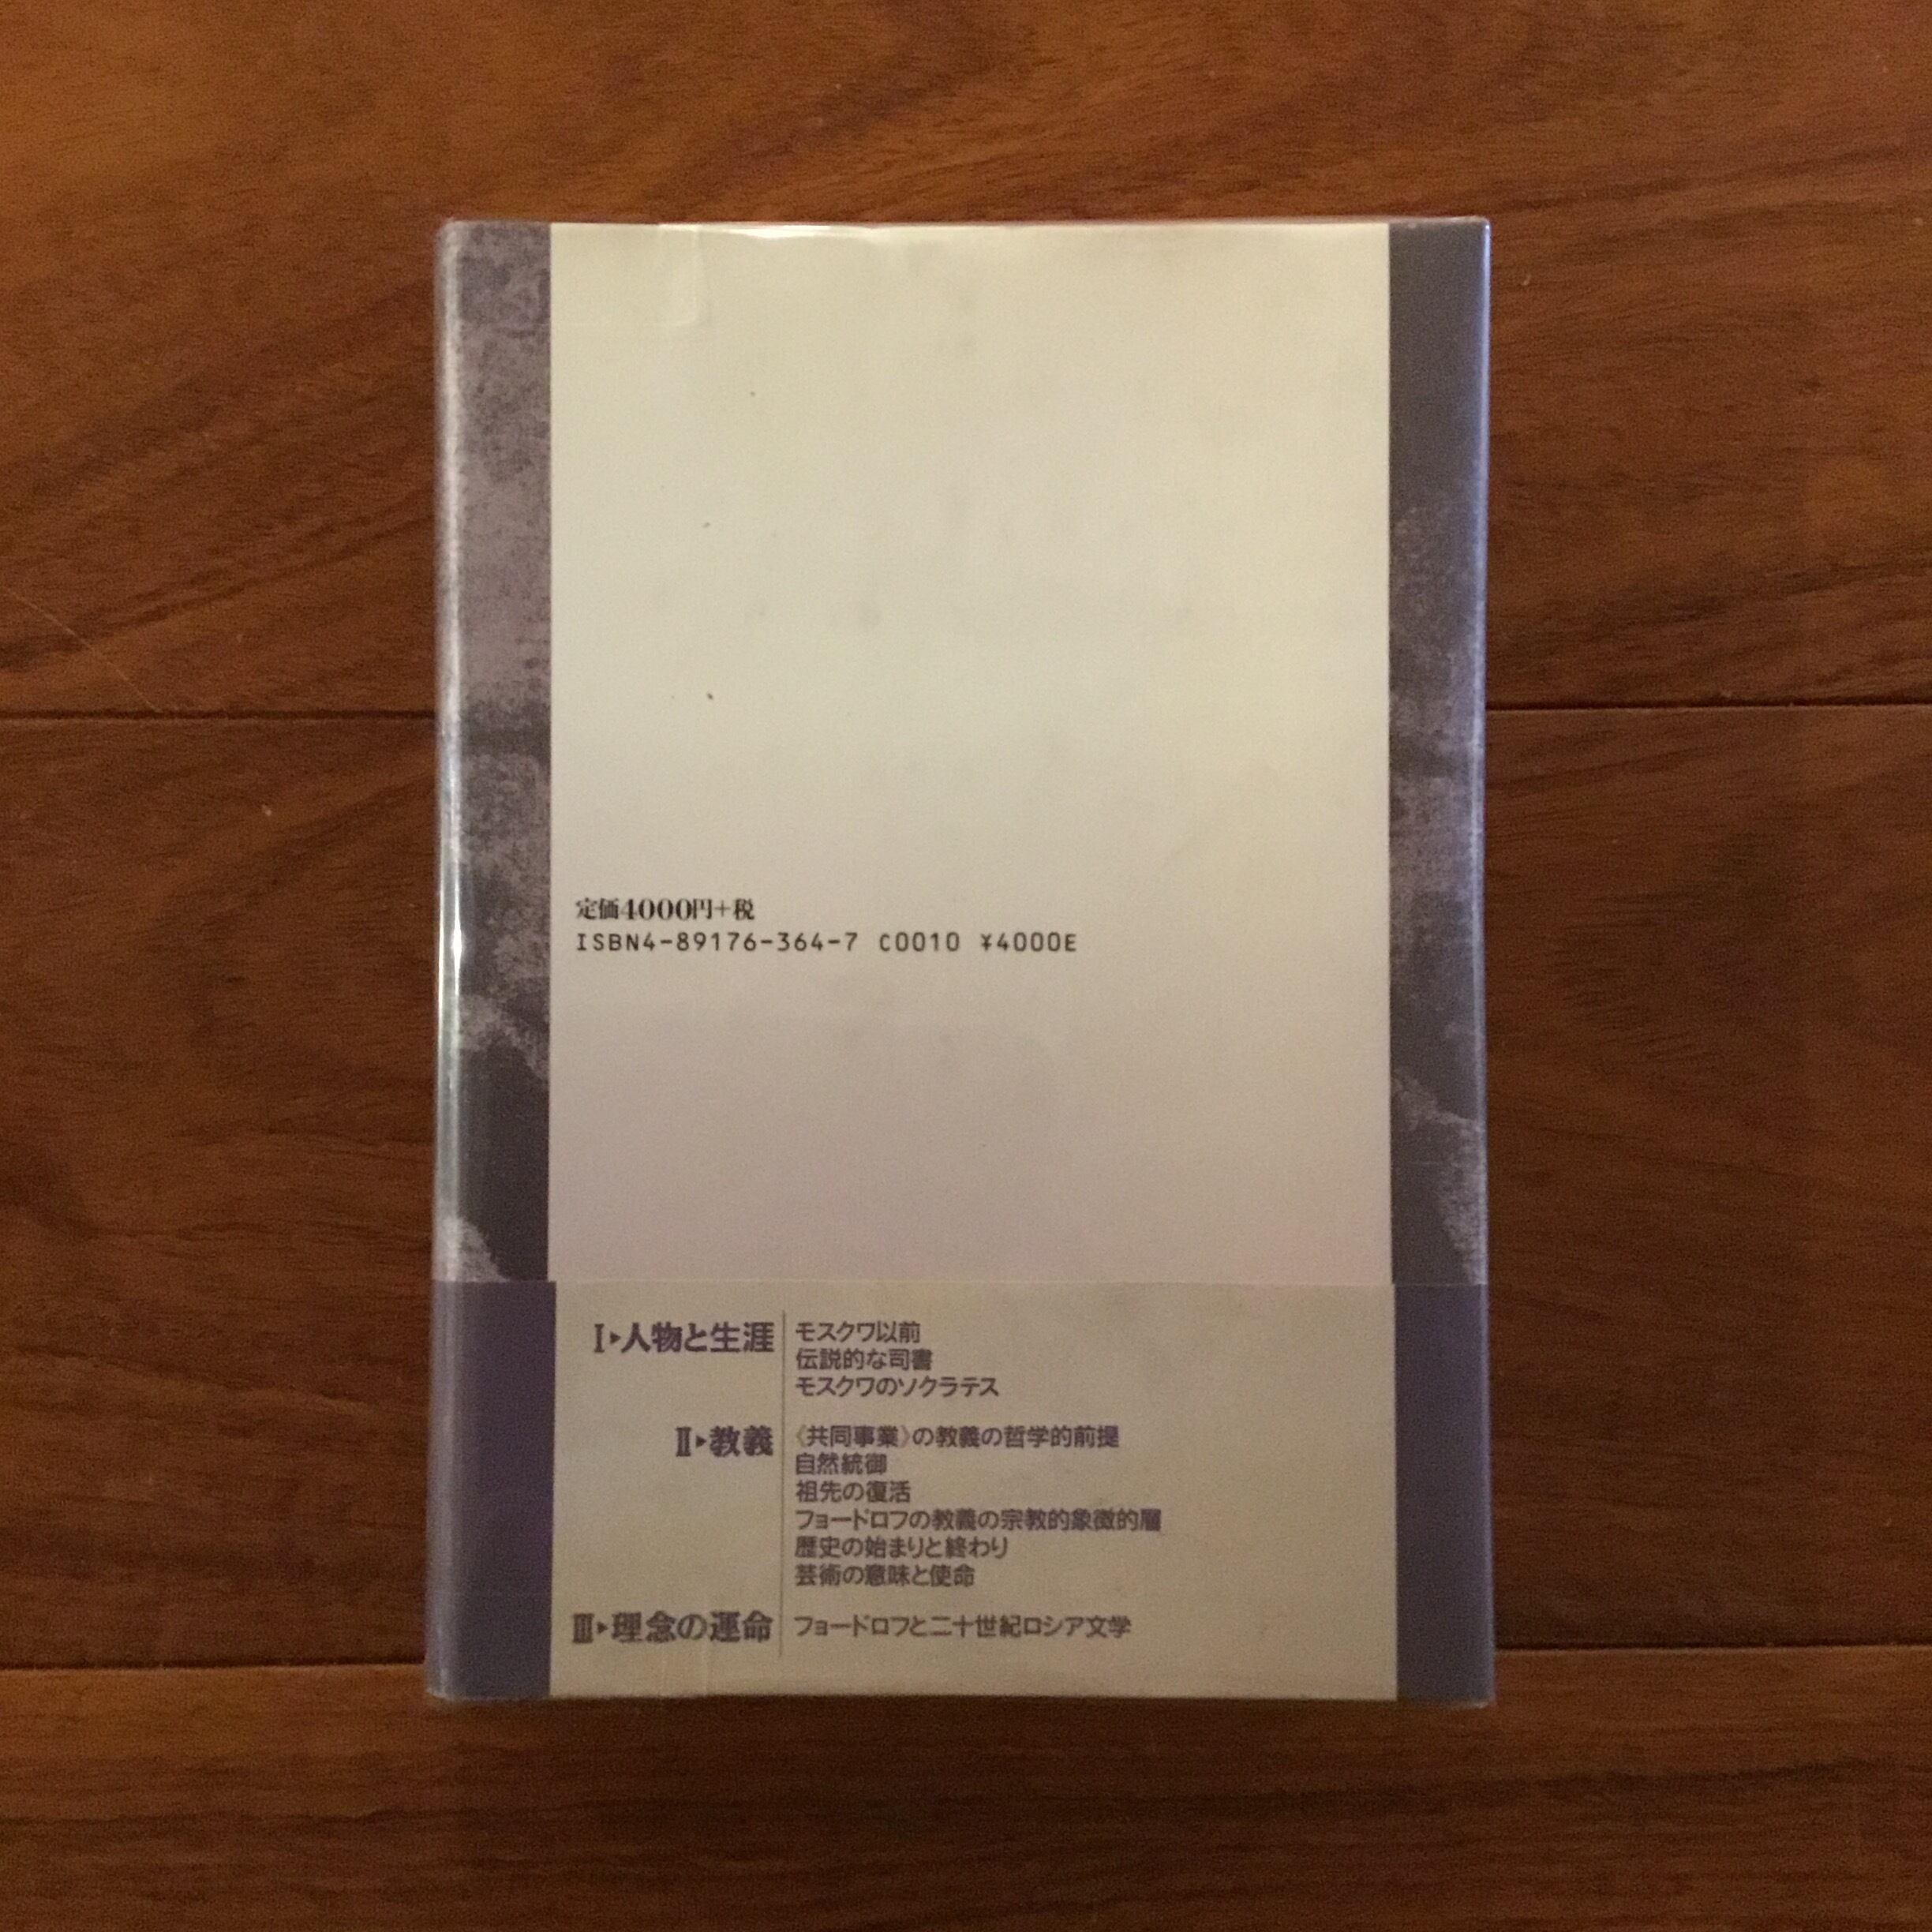 定価4000円+税
ISBN4-89176-364-7 C0010 ¥4000E
I▸人物と生涯
モスクワ以前
伝説的な司書
モスクワのソクラテス
II▸教義
《共同事業》の教義の哲学的前提
自然統御
祖先の復活
フョードロフの教義の宗教的象徴的層
歴史の始まりと終わり
芸術の意味と使命
III▸理念の運命
フョードロフと二十世紀ロシア文学